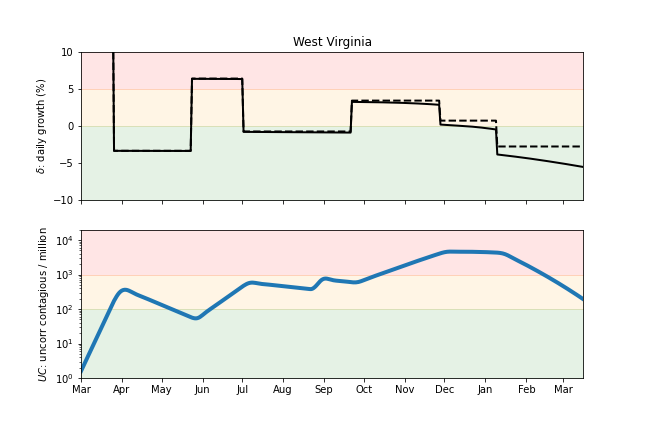 West Virginia
10
5
0
−5
−10
δ: daily growth (%)
10⁴
10³
10²
10¹
10⁰
UC: uncorr contagious / million
Mar Apr May Jun Jul Aug Sep Oct Nov Dec Jan Feb Mar